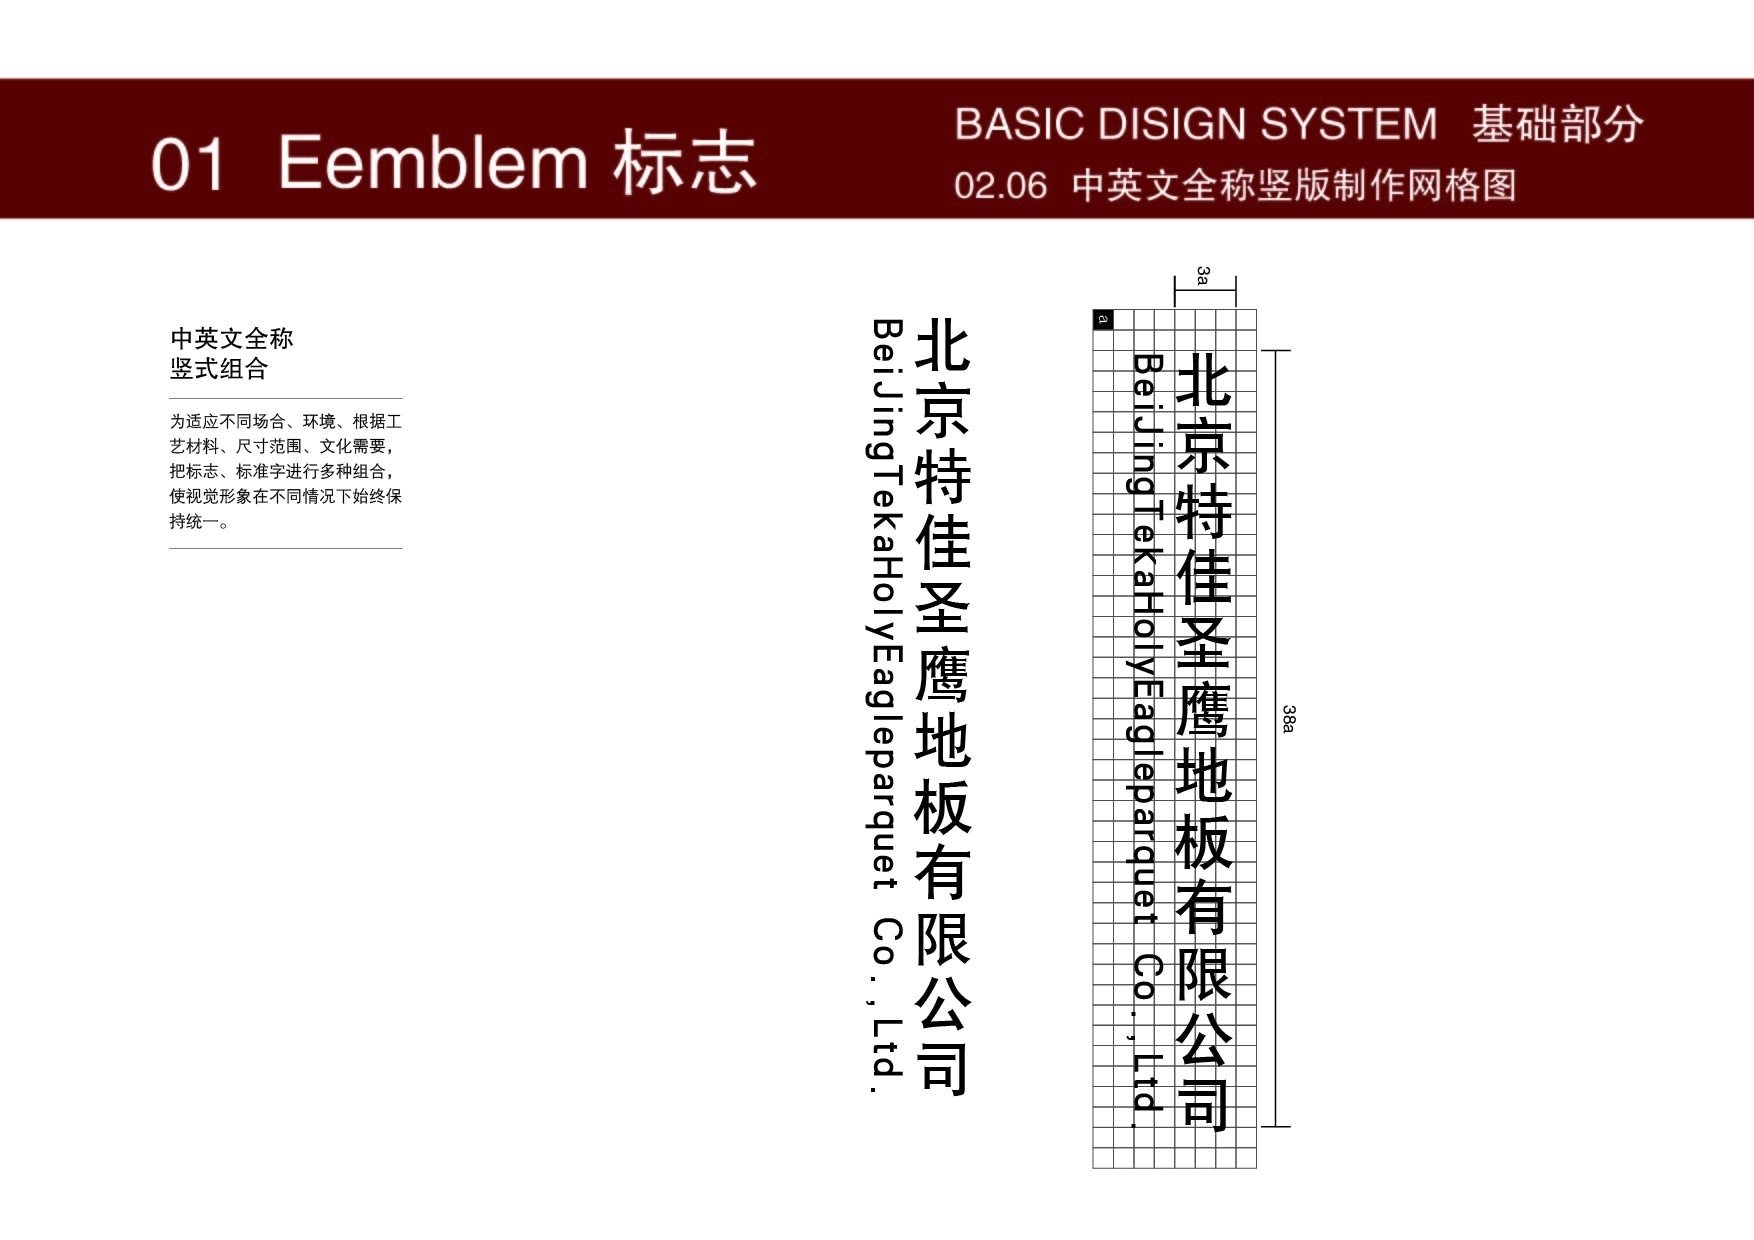 01 Eemblem 标志
BASIC DISIGN SYSTEM 基础部分
02.06 中英文全称竖版制作网格图
中英文全称
竖式组合
为适应不同场合、环境、根据工
艺材料、尺寸范围、文化需要，
把标志、标准字进行多种组合，
使视觉形象在不同情况下始终保
持统一。
北京特佳圣鹰地板有限公司
BeiJingTekaHolyEagleparquet Co.,Ltd.
3a
a
北京特佳圣鹰地板有限公司
BeiJingTekaHolyEagleparquet Co.,Ltd.
38a